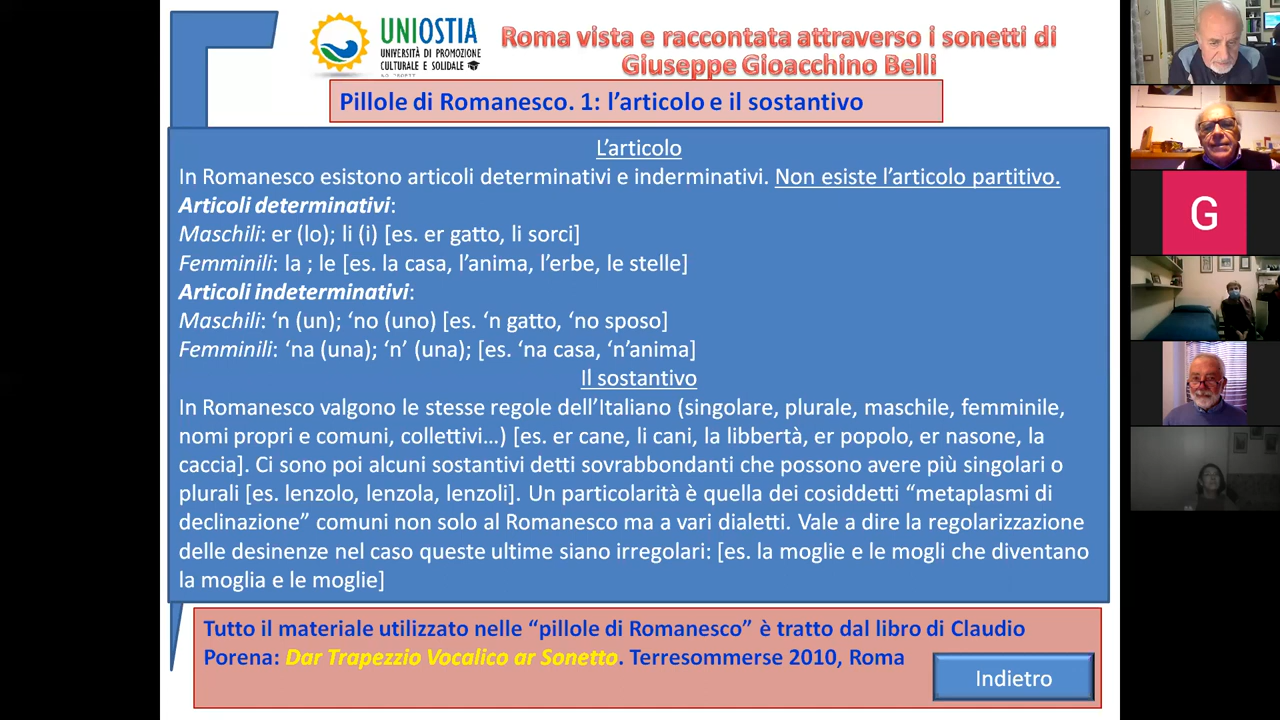 UNIOSTIA
UNIVERSITÀ DI PROMOZIONE
CULTURALE E SOLIDALE
Roma vista e raccontata attraverso i sonetti di
Giuseppe Gioacchino Belli
Pillole di Romanesco. 1: l’articolo e il sostantivo
L’articolo
In Romanesco esistono articoli determinativi e inderminativi. Non esiste l’articolo partitivo.
Articoli determinativi:
Maschili: er (lo); li (i) [es. er gatto, li sorci]
Femminili: la ; le [es. la casa, l’anima, l’erbe, le stelle]
Articoli indeterminativi:
Maschili: ‘n (un); ‘no (uno) [es. ‘n gatto, ‘no sposo]
Femminili: ‘na (una); ‘n’ (una); [es. ‘na casa, ‘n’anima]
Il sostantivo
In Romanesco valgono le stesse regole dell’Italiano (singolare, plurale, maschile, femminile,
nomi propri e comuni, collettivi…) [es. er cane, li cani, la libbertà, er popolo, er nasone, la
caccia]. Ci sono poi alcuni sostantivi detti sovrabbondanti che possono avere più singolari o
plurali [es. lenzolo, lenzola, lenzoli]. Un particolarità è quella dei cosiddetti “metaplasmi di
declinazione” comuni non solo al Romanesco ma a vari dialetti. Vale a dire la regolarizzazione
delle desinenze nel caso queste ultime siano irregolari: [es. la moglie e le mogli che diventano
la moglia e le moglie]
Tutto il materiale utilizzato nelle “pillole di Romanesco” è tratto dal libro di Claudio
Porena: Dar Trapezzio Vocalico ar Sonetto. Terresommerse 2010, Roma
Indietro
G